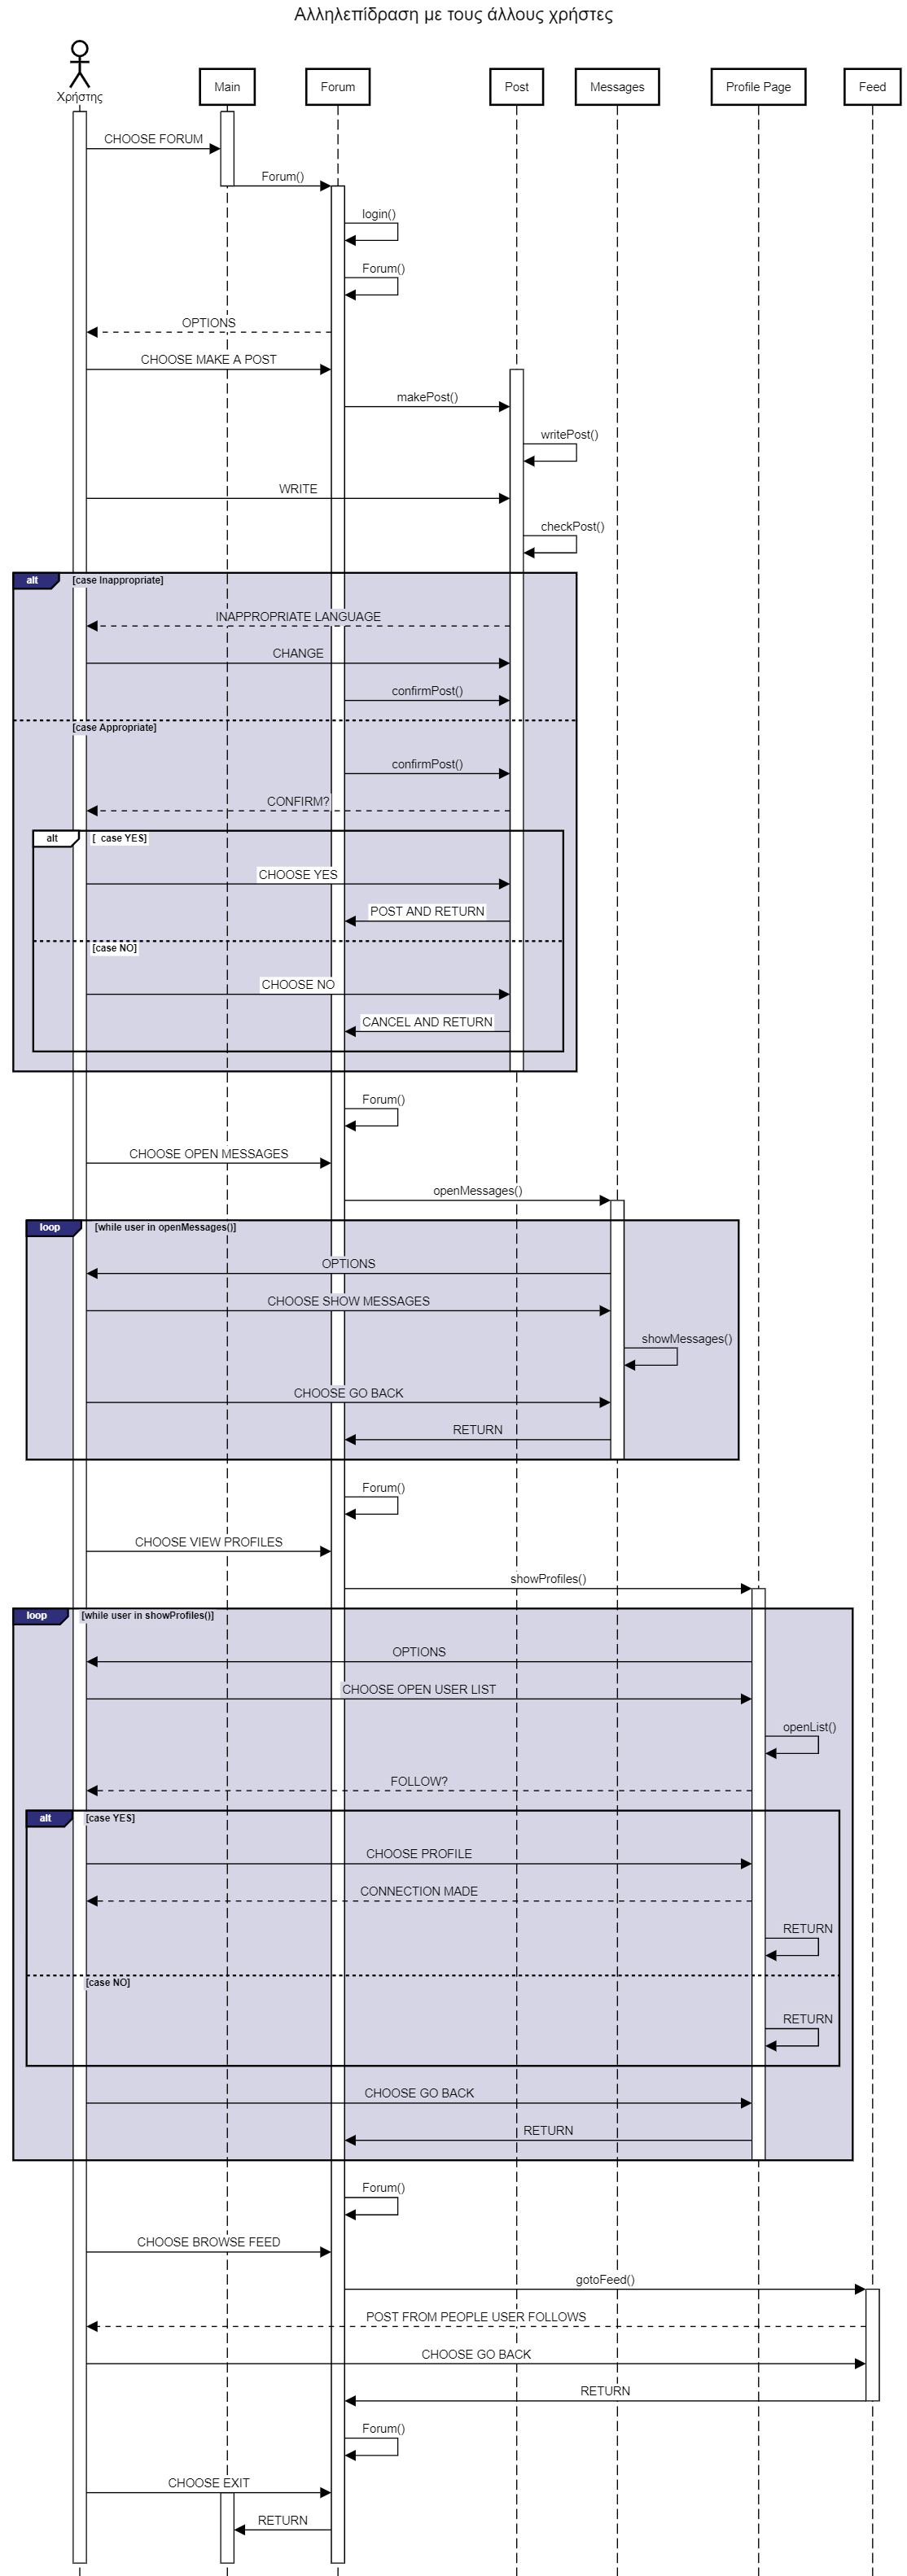 Αλληλεπίδραση με τους άλλους χρήστες
Χρήστης
Main
Forum
Post
Messages
Profile Page
Feed
CHOOSE FORUM
Forum()
login()
Forum()
OPTIONS
CHOOSE MAKE A POST
makePost()
writePost()
WRITE
checkPost()
alt
[case Inappropriate]
INAPPROPRIATE LANGUAGE
CHANGE
confirmPost()
[case Appropriate]
confirmPost()
CONFIRM?
alt
[ case YES]
CHOOSE YES
POST AND RETURN
[case NO]
CHOOSE NO
CANCEL AND RETURN
Forum()
CHOOSE OPEN MESSAGES
openMessages()
loop
[while user in openMessages()]
OPTIONS
CHOOSE SHOW MESSAGES
showMessages()
CHOOSE GO BACK
RETURN
Forum()
CHOOSE VIEW PROFILES
showProfiles()
loop
[while user in showProfiles()]
OPTIONS
CHOOSE OPEN USER LIST
openList()
FOLLOW?
alt
[case YES]
CHOOSE PROFILE
CONNECTION MADE
RETURN
[case NO]
RETURN
CHOOSE GO BACK
RETURN
Forum()
CHOOSE BROWSE FEED
gotoFeed()
POST FROM PEOPLE USER FOLLOWS
CHOOSE GO BACK
RETURN
Forum()
CHOOSE EXIT
RETURN